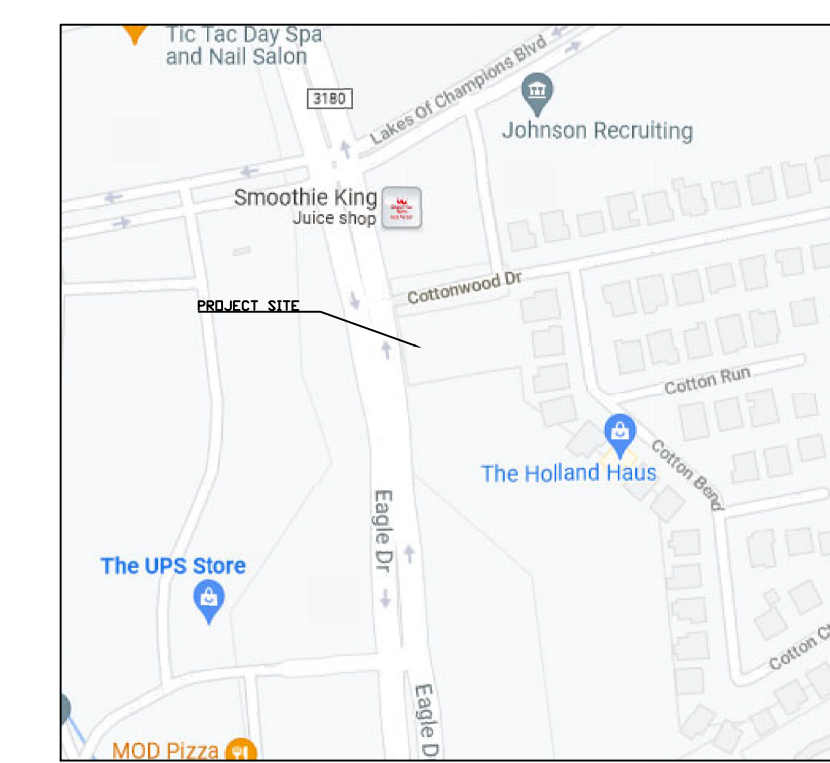 Tic Tac Day Spa
and Nail Salon
3180
Lakes Of Champions Blvd
Johnson Recruiting
Smoothie King
Juice shop
Cottonwood Dr
PROJECT SITE
Cotton Run
The Holland Haus
Cotton Bend
Eagle Dr
The UPS Store
Cotton C
Eagle D
MOD Pizza